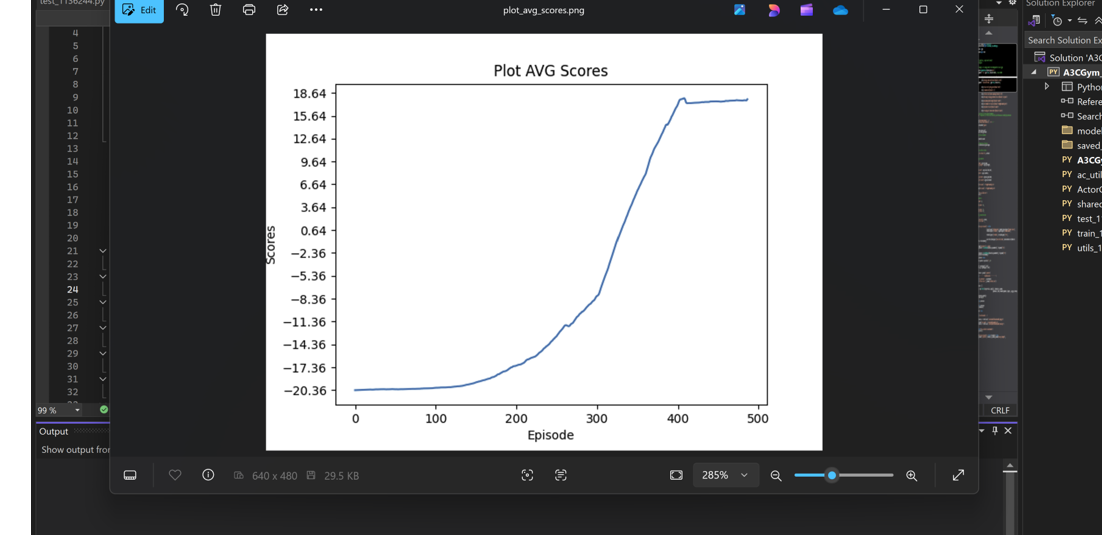 test_1136244.py
Edit
plot_avg_scores.png
Solution Explorer
Search Solution Ex
Solution 'A3C
A3CGym_
Pytho
Refere
Searc
mode
saved_
A3CG
ac_util
ActorC
shared
test_1
train_1
utils_1
4
5
6
7
8
9
10
11
12
13
14
15
16
17
18
19
20
21
22
23
24
25
26
27
28
29
30
31
32
Plot AVG Scores
18.64
15.64
12.64
9.64
6.64
3.64
0.64
−2.36
−5.36
−8.36
−11.36
−14.36
−17.36
−20.36
Scores
0 100 200 300 400 500
Episode
99 %
CRLF
Output
Show output from
640 x 480 29.5 KB
285%